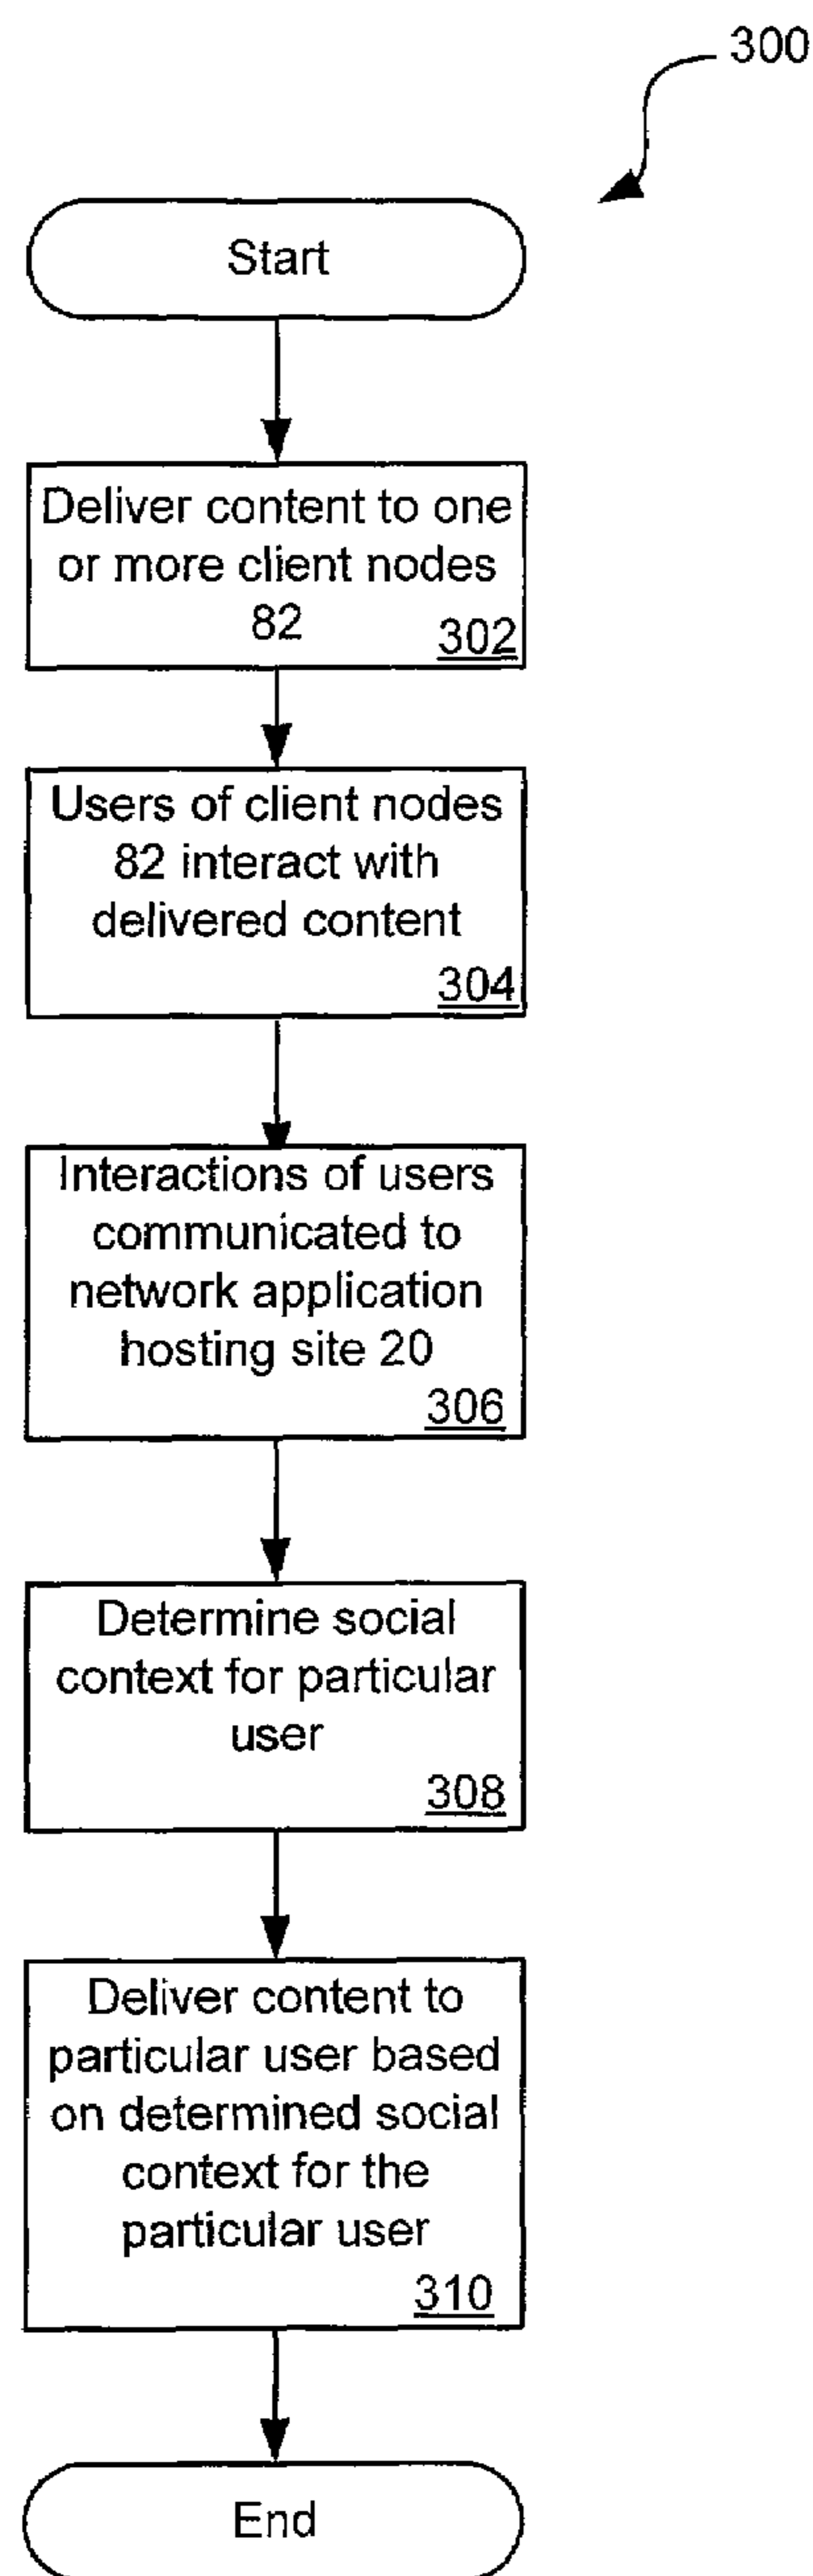 300
Start
Deliver content to one
or more client nodes
82
302
Users of client nodes
82 interact with
delivered content
304
Interactions of users
communicated to
network application
hosting site 20
306
Determine social
context for particular
user
308
Deliver content to
particular user based
on determined social
context for the
particular user
310
End